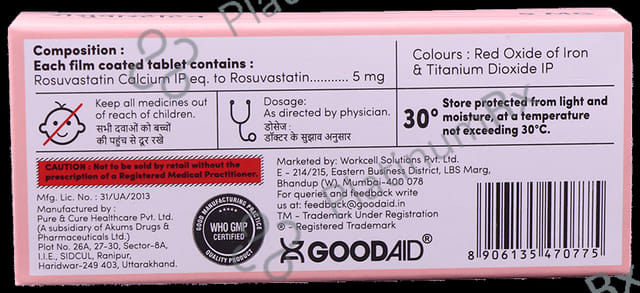 Composition :
Each film coated tablet contains :
Rosuvastatin Calcium IP eq. to Rosuvastatin........... 5 mg
Colours : Red Oxide of Iron
& Titanium Dioxide IP
Keep all medicines out
of reach of children.
सभी दवाओं को बच्चों
की पहुंच से दूर रखे
Dosage:
As directed by physician.
डोसेज:
डॉक्टर के सुझाव अनुसार
30°
Store protected from light and
moisture, at a temperature
not exceeding 30°C.
CAUTION : Not to be sold by retail without the
prescription of a Registered Medical Practitioner.
Mfg. Lic. No. : 31/UA/2013
Manufactured by :
Pure & Cure Healthcare Pvt. Ltd.
(A subsidiary of Akums Drugs &
Pharmaceuticals Ltd.)
Plot No. 26A, 27-30, Sector-8A,
I.I.E., SIDCUL, Ranipur,
Haridwar-249 403, Uttarakhand.
GOOD MANUFACTURING PRACTICE
WHO GMP
CERTIFIED
Marketed by: Workcell Solutions Pvt. Ltd.
E - 214/215, Eastern Business District, LBS Marg,
Bhandup (W), Mumbai-400 078
For queries and feedback write
us at: feedback@goodaid.in
TM - Trademark Under Registration
® - Registered Trademark
GOODAID®
8 906135 470775
PlatinumRx